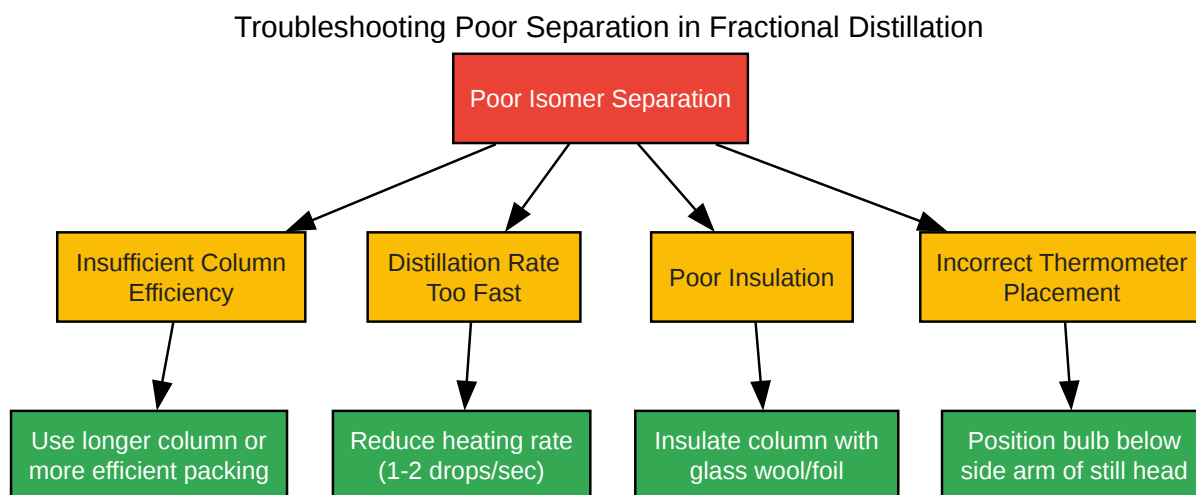 Troubleshooting Poor Separation in Fractional Distillation
Poor Isomer Separation
Insufficient Column
Efficiency
Distillation Rate
Too Fast
Poor Insulation
Incorrect Thermometer
Placement
Use longer column or
more efficient packing
Reduce heating rate
(1-2 drops/sec)
Insulate column with
glass wool/foil
Position bulb below
side arm of still head